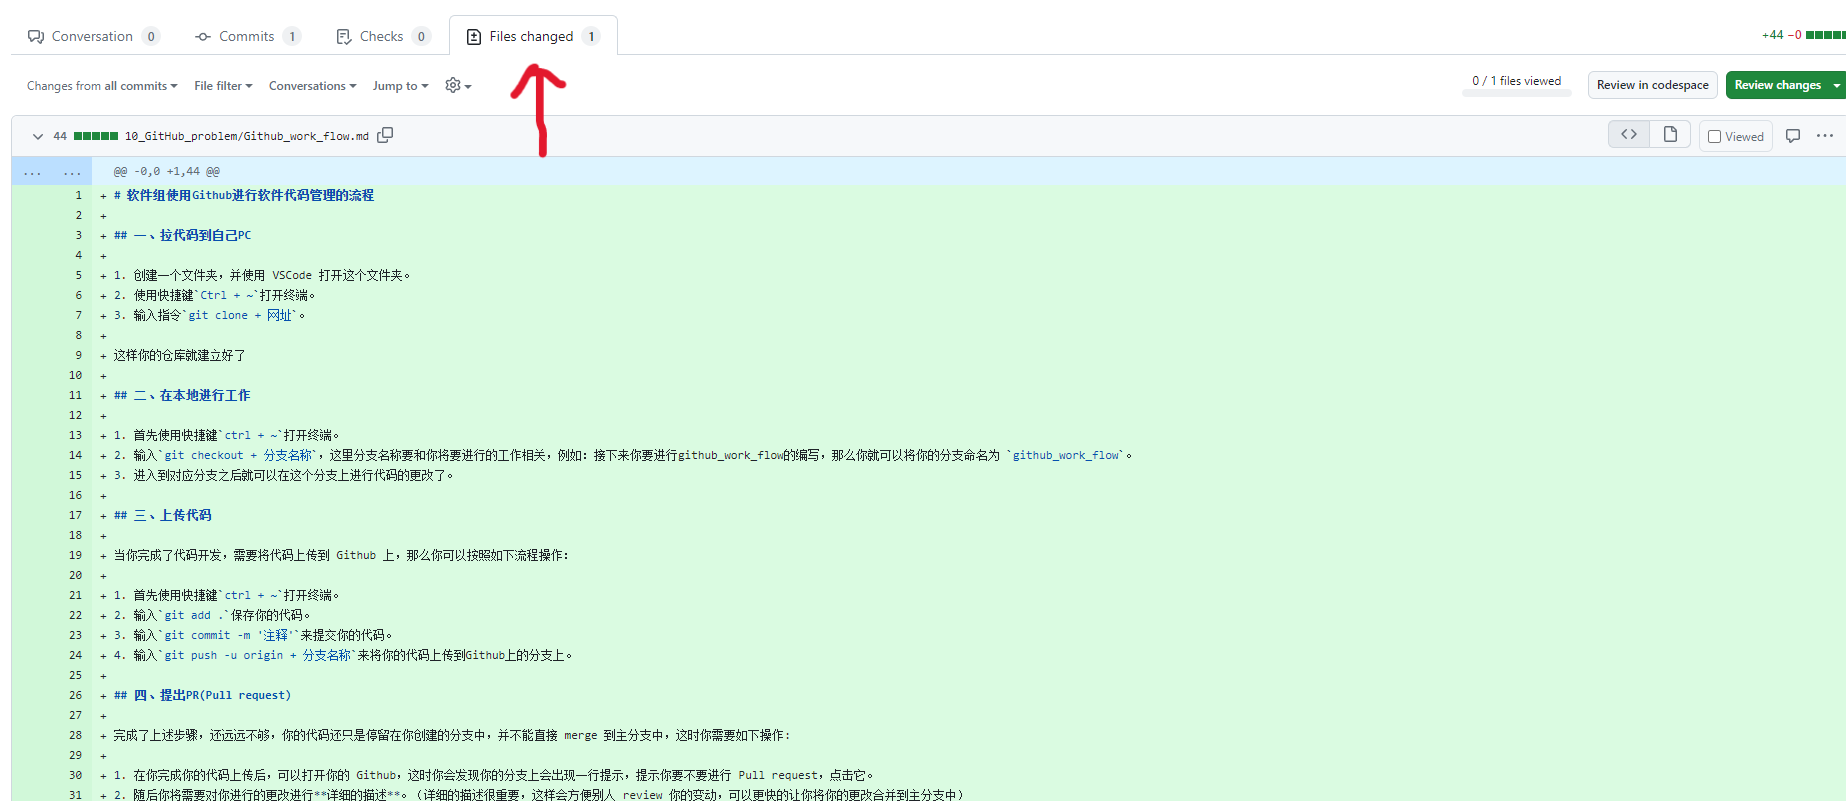 Conversation 0 Commits 1 Checks 0 Files changed 1 +44 −0
Changes from all commits File filter Conversations Jump to 0 / 1 files viewed Review in codespace Review changes
44 10_GitHub_problem/Github_work_flow.md <> Viewed ...
... ... @@ -0,0 +1,44 @@
1 + # 软件组使用Github进行软件代码管理的流程
2 +
3 + ## 一、拉代码到自己PC
4 +
5 + 1. 创建一个文件夹，并使用 VSCode 打开这个文件夹。
6 + 2. 使用快捷键`Ctrl + ~`打开终端。
7 + 3. 输入指令`git clone + 网址`。
8 +
9 + 这样你的仓库就建立好了
10 +
11 + ## 二、在本地进行工作
12 +
13 + 1. 首先使用快捷键`ctrl + ~`打开终端。
14 + 2. 输入`git checkout + 分支名称`，这里分支名称要和你将要进行的工作相关，例如：接下来你要进行github_work_flow的编写，那么你就可以将你的分支命名为 `github_work_flow`。
15 + 3. 进入到对应分支之后就可以在这个分支上进行代码的更改了。
16 +
17 + ## 三、上传代码
18 +
19 + 当你完成了代码开发，需要将代码上传到 Github 上，那么你可以按照如下流程操作：
20 +
21 + 1. 首先使用快捷键`ctrl + ~`打开终端。
22 + 2. 输入`git add .`保存你的代码。
23 + 3. 输入`git commit -m '注释'`来提交你的代码。
24 + 4. 输入`git push -u origin + 分支名称`来将你的代码上传到Github上的分支上。
25 +
26 + ## 四、提出PR(Pull request)
27 +
28 + 完成了上述步骤，还远远不够，你的代码还只是停留在你创建的分支中，并不能直接 merge 到主分支中，这时你需要如下操作：
29 +
30 + 1. 在你完成你的代码上传后，可以打开你的 Github，这时你会发现你的分支上会出现一行提示，提示你要不要进行 Pull request，点击它。
31 + 2. 随后你将需要对你进行的更改进行**详细的描述**。（详细的描述很重要，这样会方便别人 review 你的变动，可以更快的让你将你的更改合并到主分支中）